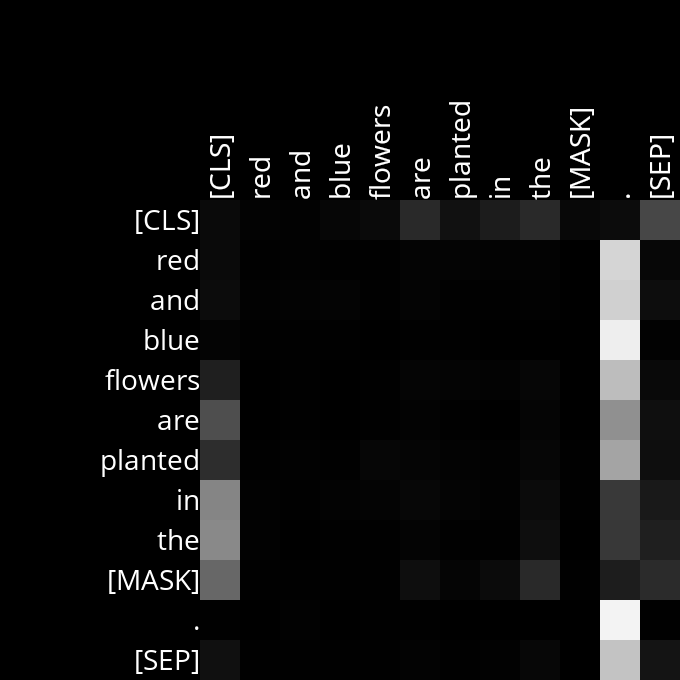 [CLS] red and blue flowers are planted in the [MASK] . [SEP]
[CLS]
red
and
blue
flowers
are
planted
in
the
[MASK]
.
[SEP]